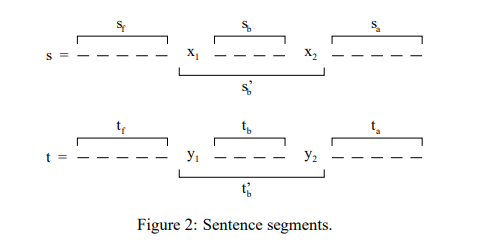 s_f s_b s_a
s = _ _ _ _ _ x_1 _ _ _ _ x_2 _ _ _ _ _
s_b'
t_f t_b t_a
t = _ _ _ _ _ y_1 _ _ _ _ y_2 _ _ _ _ _
t_b'
Figure 2: Sentence segments.